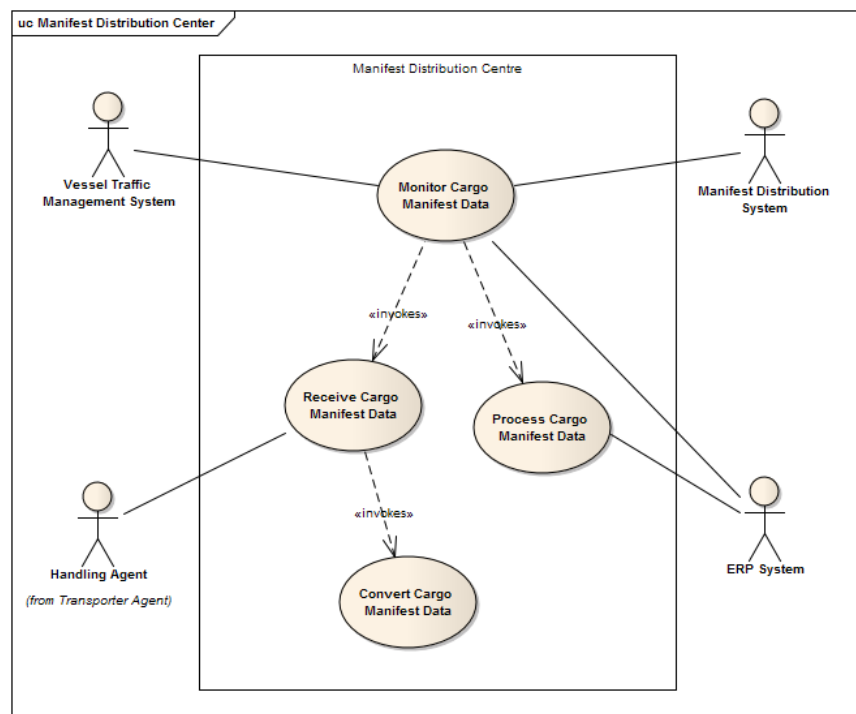 uc Manifest Distribution Center
Manifest Distribution Centre
Vessel Traffic
Management System
Monitor Cargo
Manifest Data
Manifest Distribution
System
«invokes»
«invokes»
Receive Cargo
Manifest Data
Process Cargo
Manifest Data
«invokes»
Handling Agent
(from Transporter Agent)
ERP System
Convert Cargo
Manifest Data